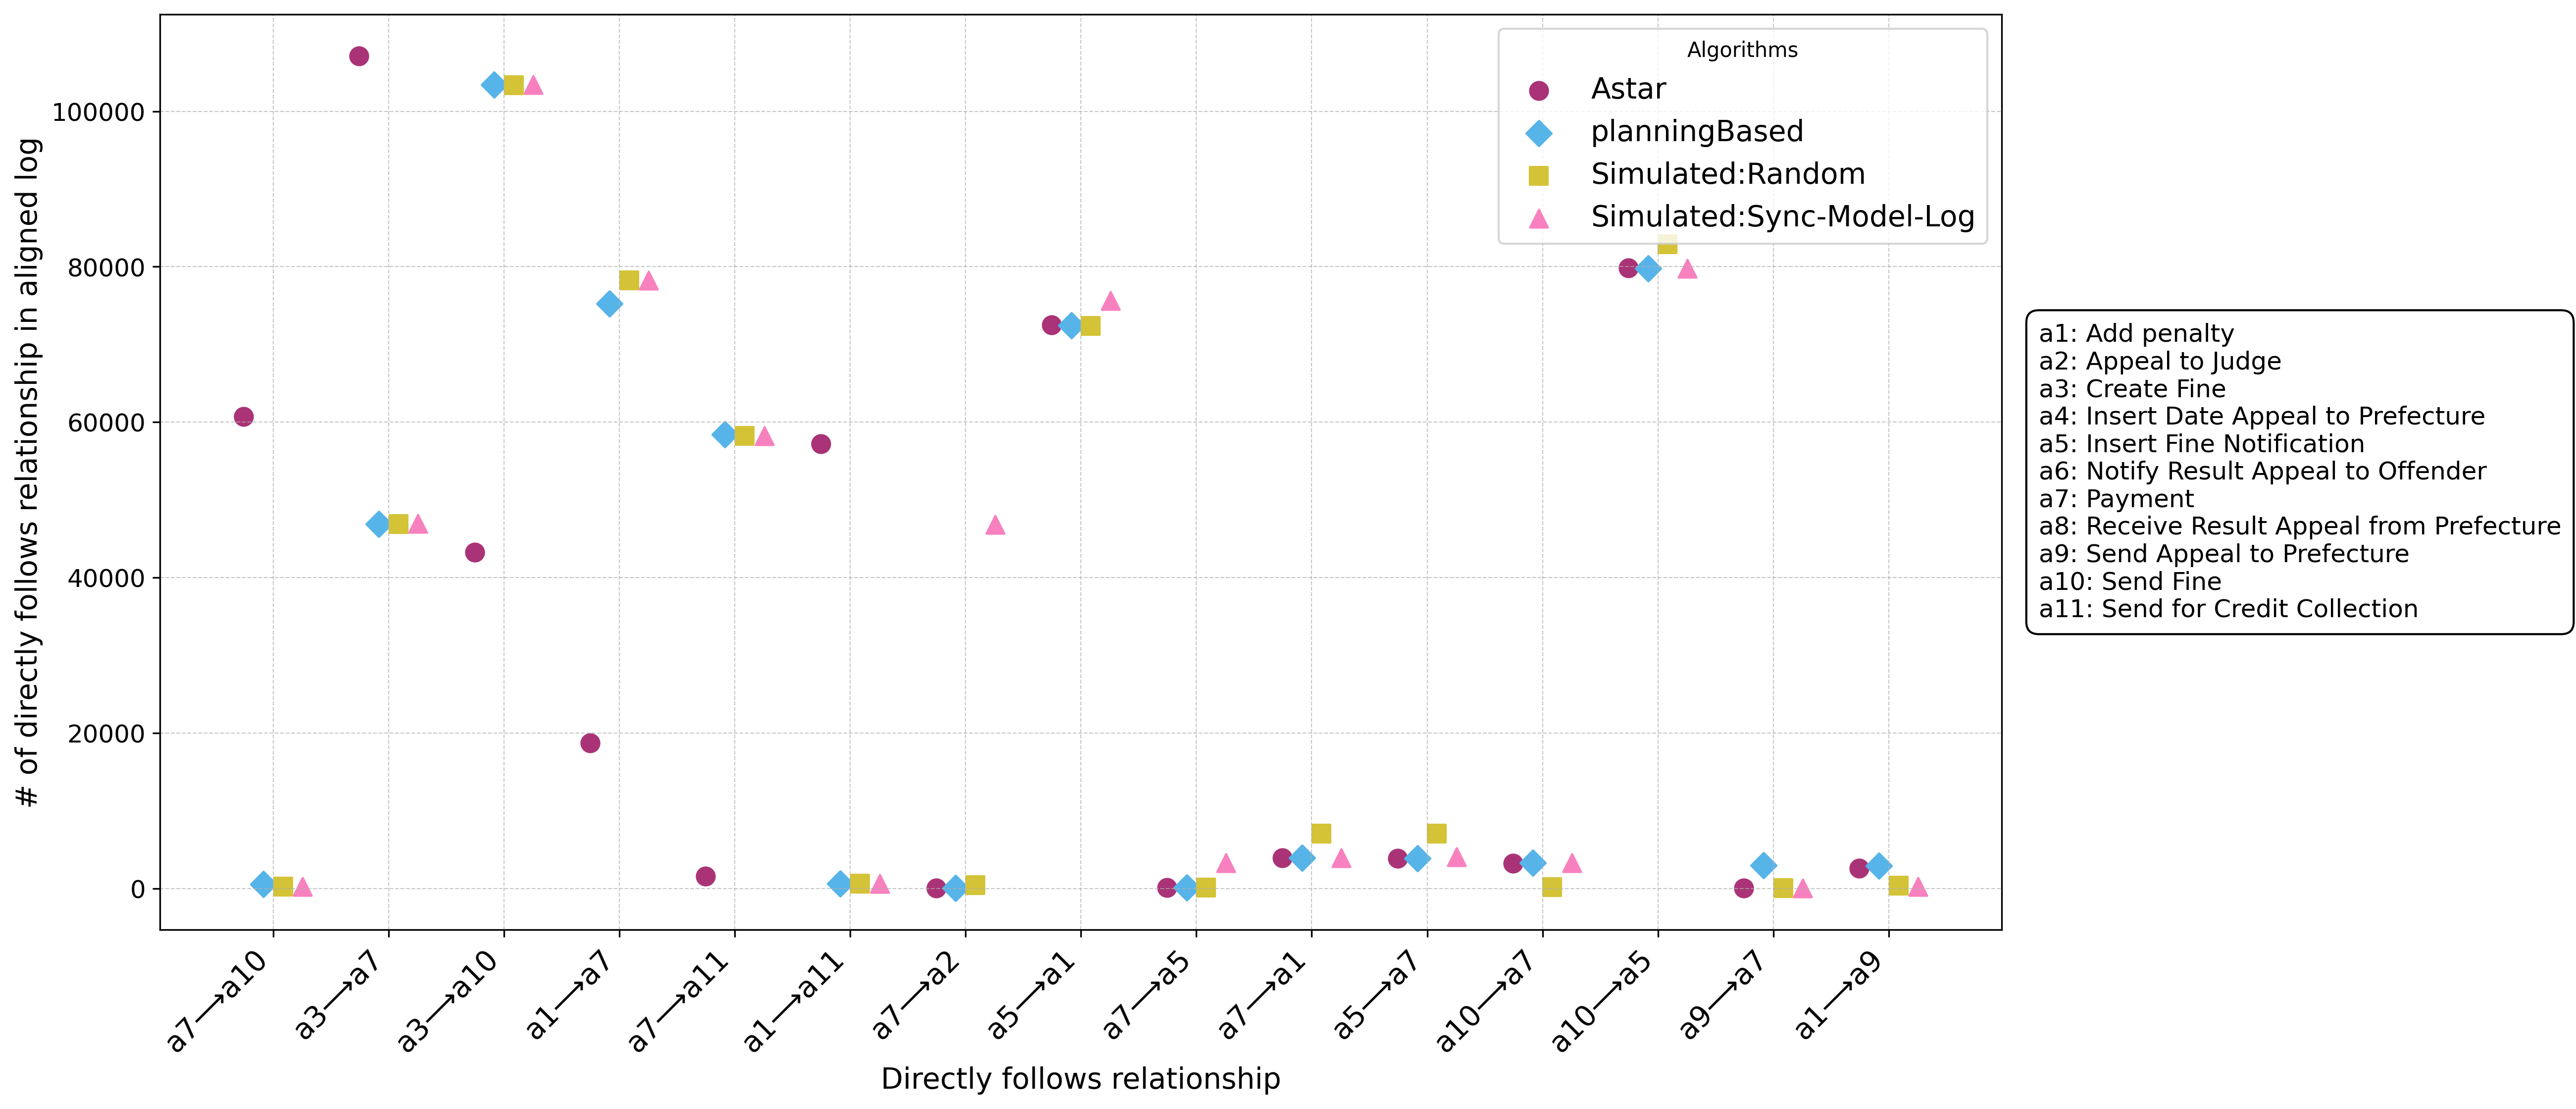 Algorithms
Astar
planningBased
Simulated:Random
Simulated:Sync-Model-Log
# of directly follows relationship in aligned log
100000
80000
60000
40000
20000
0
a7→a10
a3→a7
a3→a10
a1→a7
a7→a11
a1→a11
a7→a2
a5→a1
a7→a5
a7→a1
a5→a7
a10→a7
a10→a5
a9→a7
a1→a9
Directly follows relationship
a1: Add penalty
a2: Appeal to Judge
a3: Create Fine
a4: Insert Date Appeal to Prefecture
a5: Insert Fine Notification
a6: Notify Result Appeal to Offender
a7: Payment
a8: Receive Result Appeal from Prefecture
a9: Send Appeal to Prefecture
a10: Send Fine
a11: Send for Credit Collection